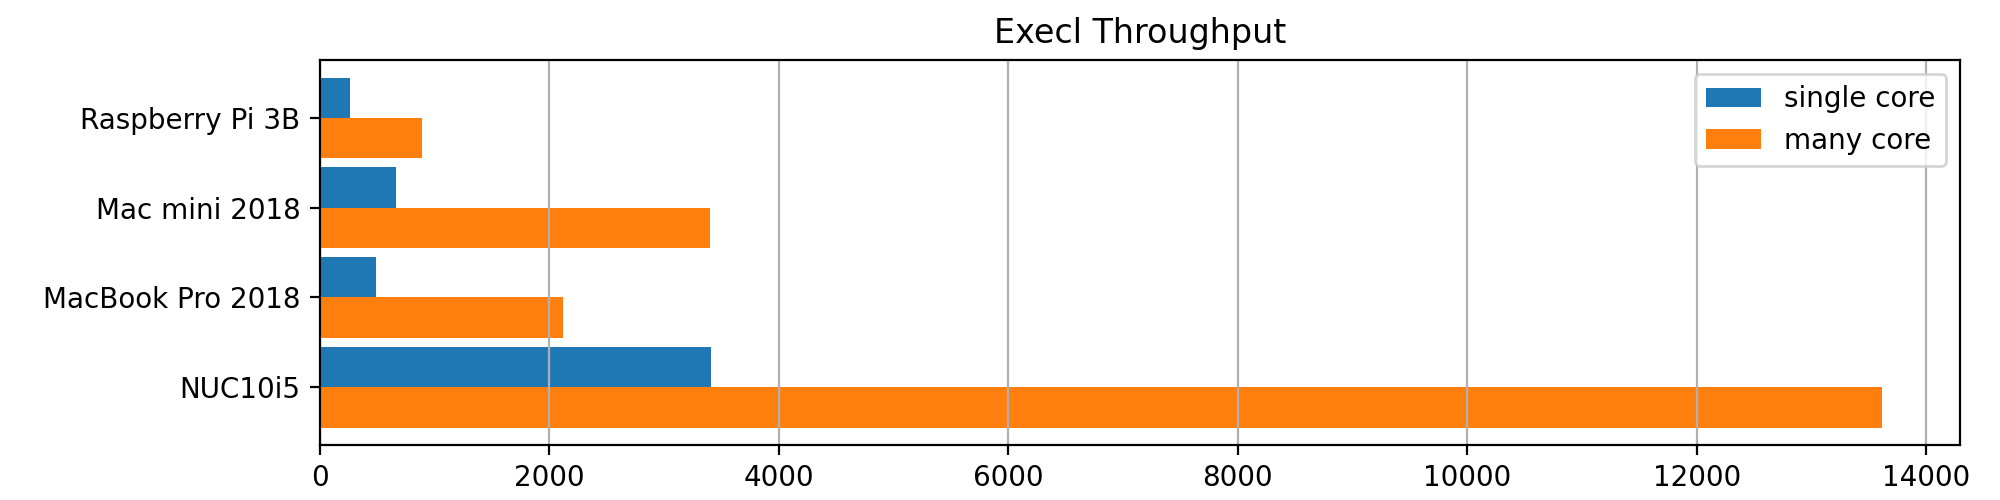 Execl Throughput
single core
many core
Raspberry Pi 3B
Mac mini 2018
MacBook Pro 2018
NUC10i5
0 2000 4000 6000 8000 10000 12000 14000